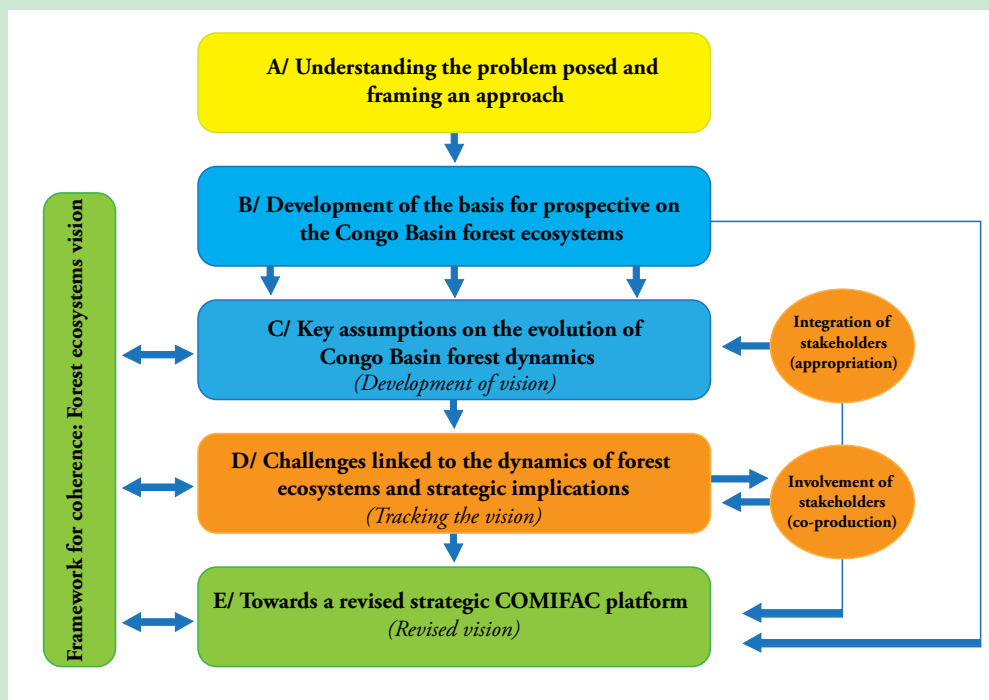 A/ Understanding the problem posed and
framing an approach
B/ Development of the basis for prospective on
the Congo Basin forest ecosystems
Framework for coherence: Forest ecosystems vision
C/ Key assumptions on the evolution of
Congo Basin forest dynamics
(Development of vision)
Integration of
stakeholders
(appropriation)
D/ Challenges linked to the dynamics of forest
ecosystems and strategic implications
(Tracking the vision)
Involvement of
stakeholders
(co-production)
E/ Towards a revised strategic COMIFAC platform
(Revised vision)